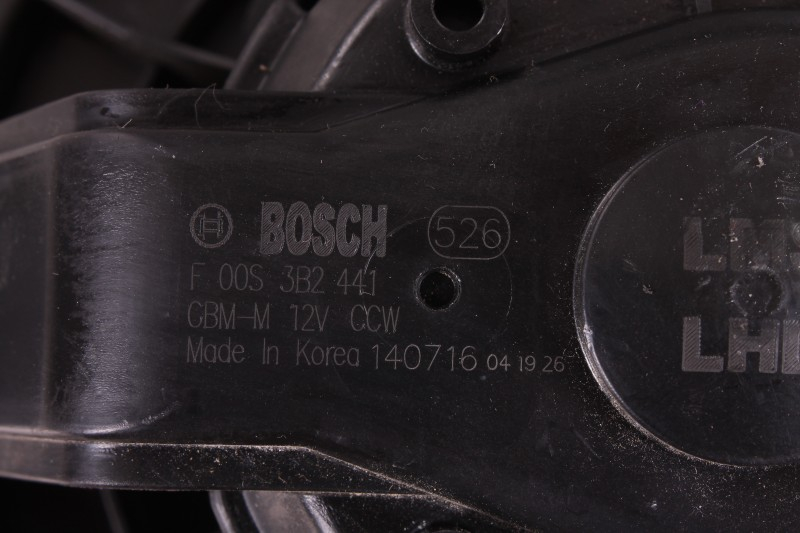 BOSCH 526
F 00S 3B2 441
GBM-M 12V CCW
Made In Korea 140716 04 19 26